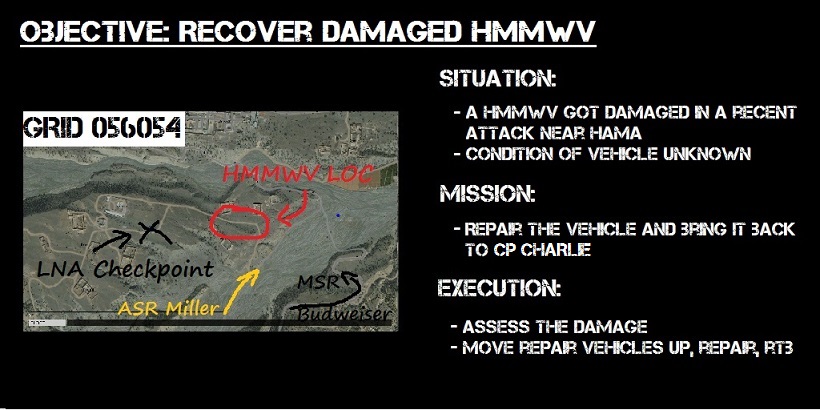 OBJECTIVE: RECOVER DAMAGED HMMWV
SITUATION:
- A HMMWV GOT DAMAGED IN A RECENT
ATTACK NEAR HAMA
- CONDITION OF VEHICLE UNKNOWN
MISSION:
- REPAIR THE VEHICLE AND BRING IT BACK
TO CP CHARLIE
EXECUTION:
- ASSESS THE DAMAGE
- MOVE REPAIR VEHICLES UP, REPAIR, RTB
GRID 056054
HMMWV LOC
LNA Checkpoint
ASR Miller
MSR
Budweiser